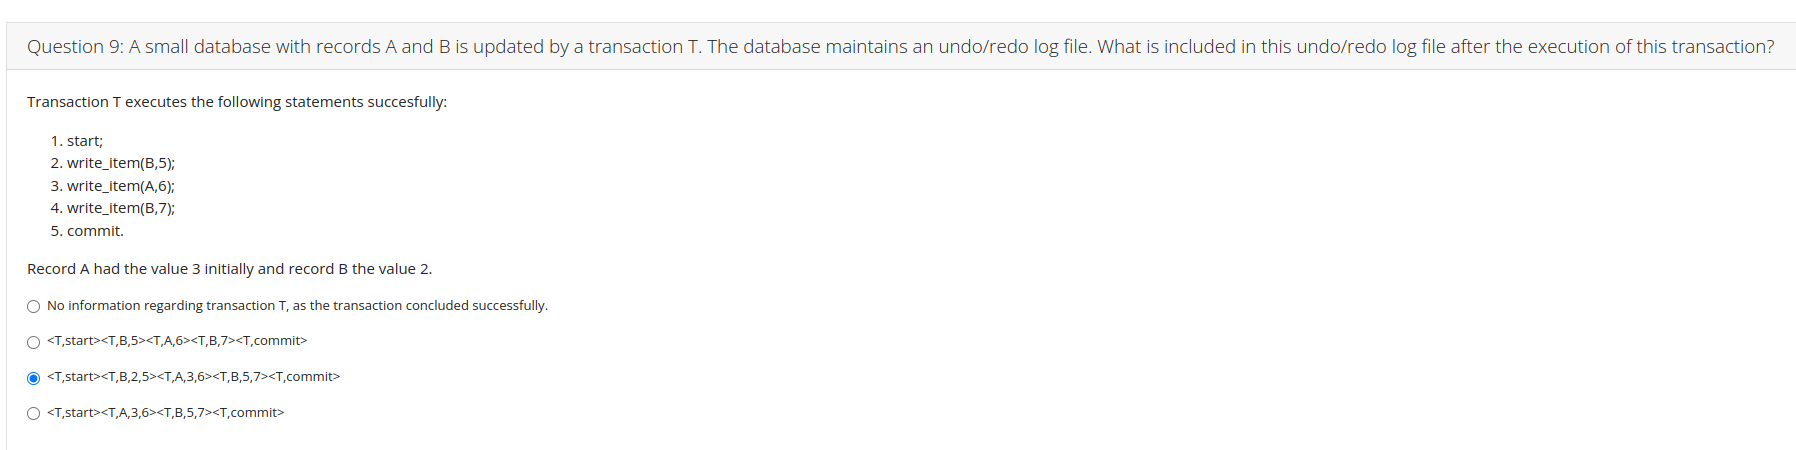 Question 9: A small database with records A and B is updated by a transaction T. The database maintains an undo/redo log file. What is included in this undo/redo log file after the execution of this transaction?
Transaction T executes the following statements succesfully:
1. start;
2. write_item(B,5);
3. write_item(A,6);
4. write_item(B,7);
5. commit.
Record A had the value 3 initially and record B the value 2.
No information regarding transaction T, as the transaction concluded successfully.
<T,start><T,B,5><T,A,6><T,B,7><T,commit>
<T,start><T,B,2,5><T,A,3,6><T,B,5,7><T,commit>
<T,start><T,A,3,6><T,B,5,7><T,commit>